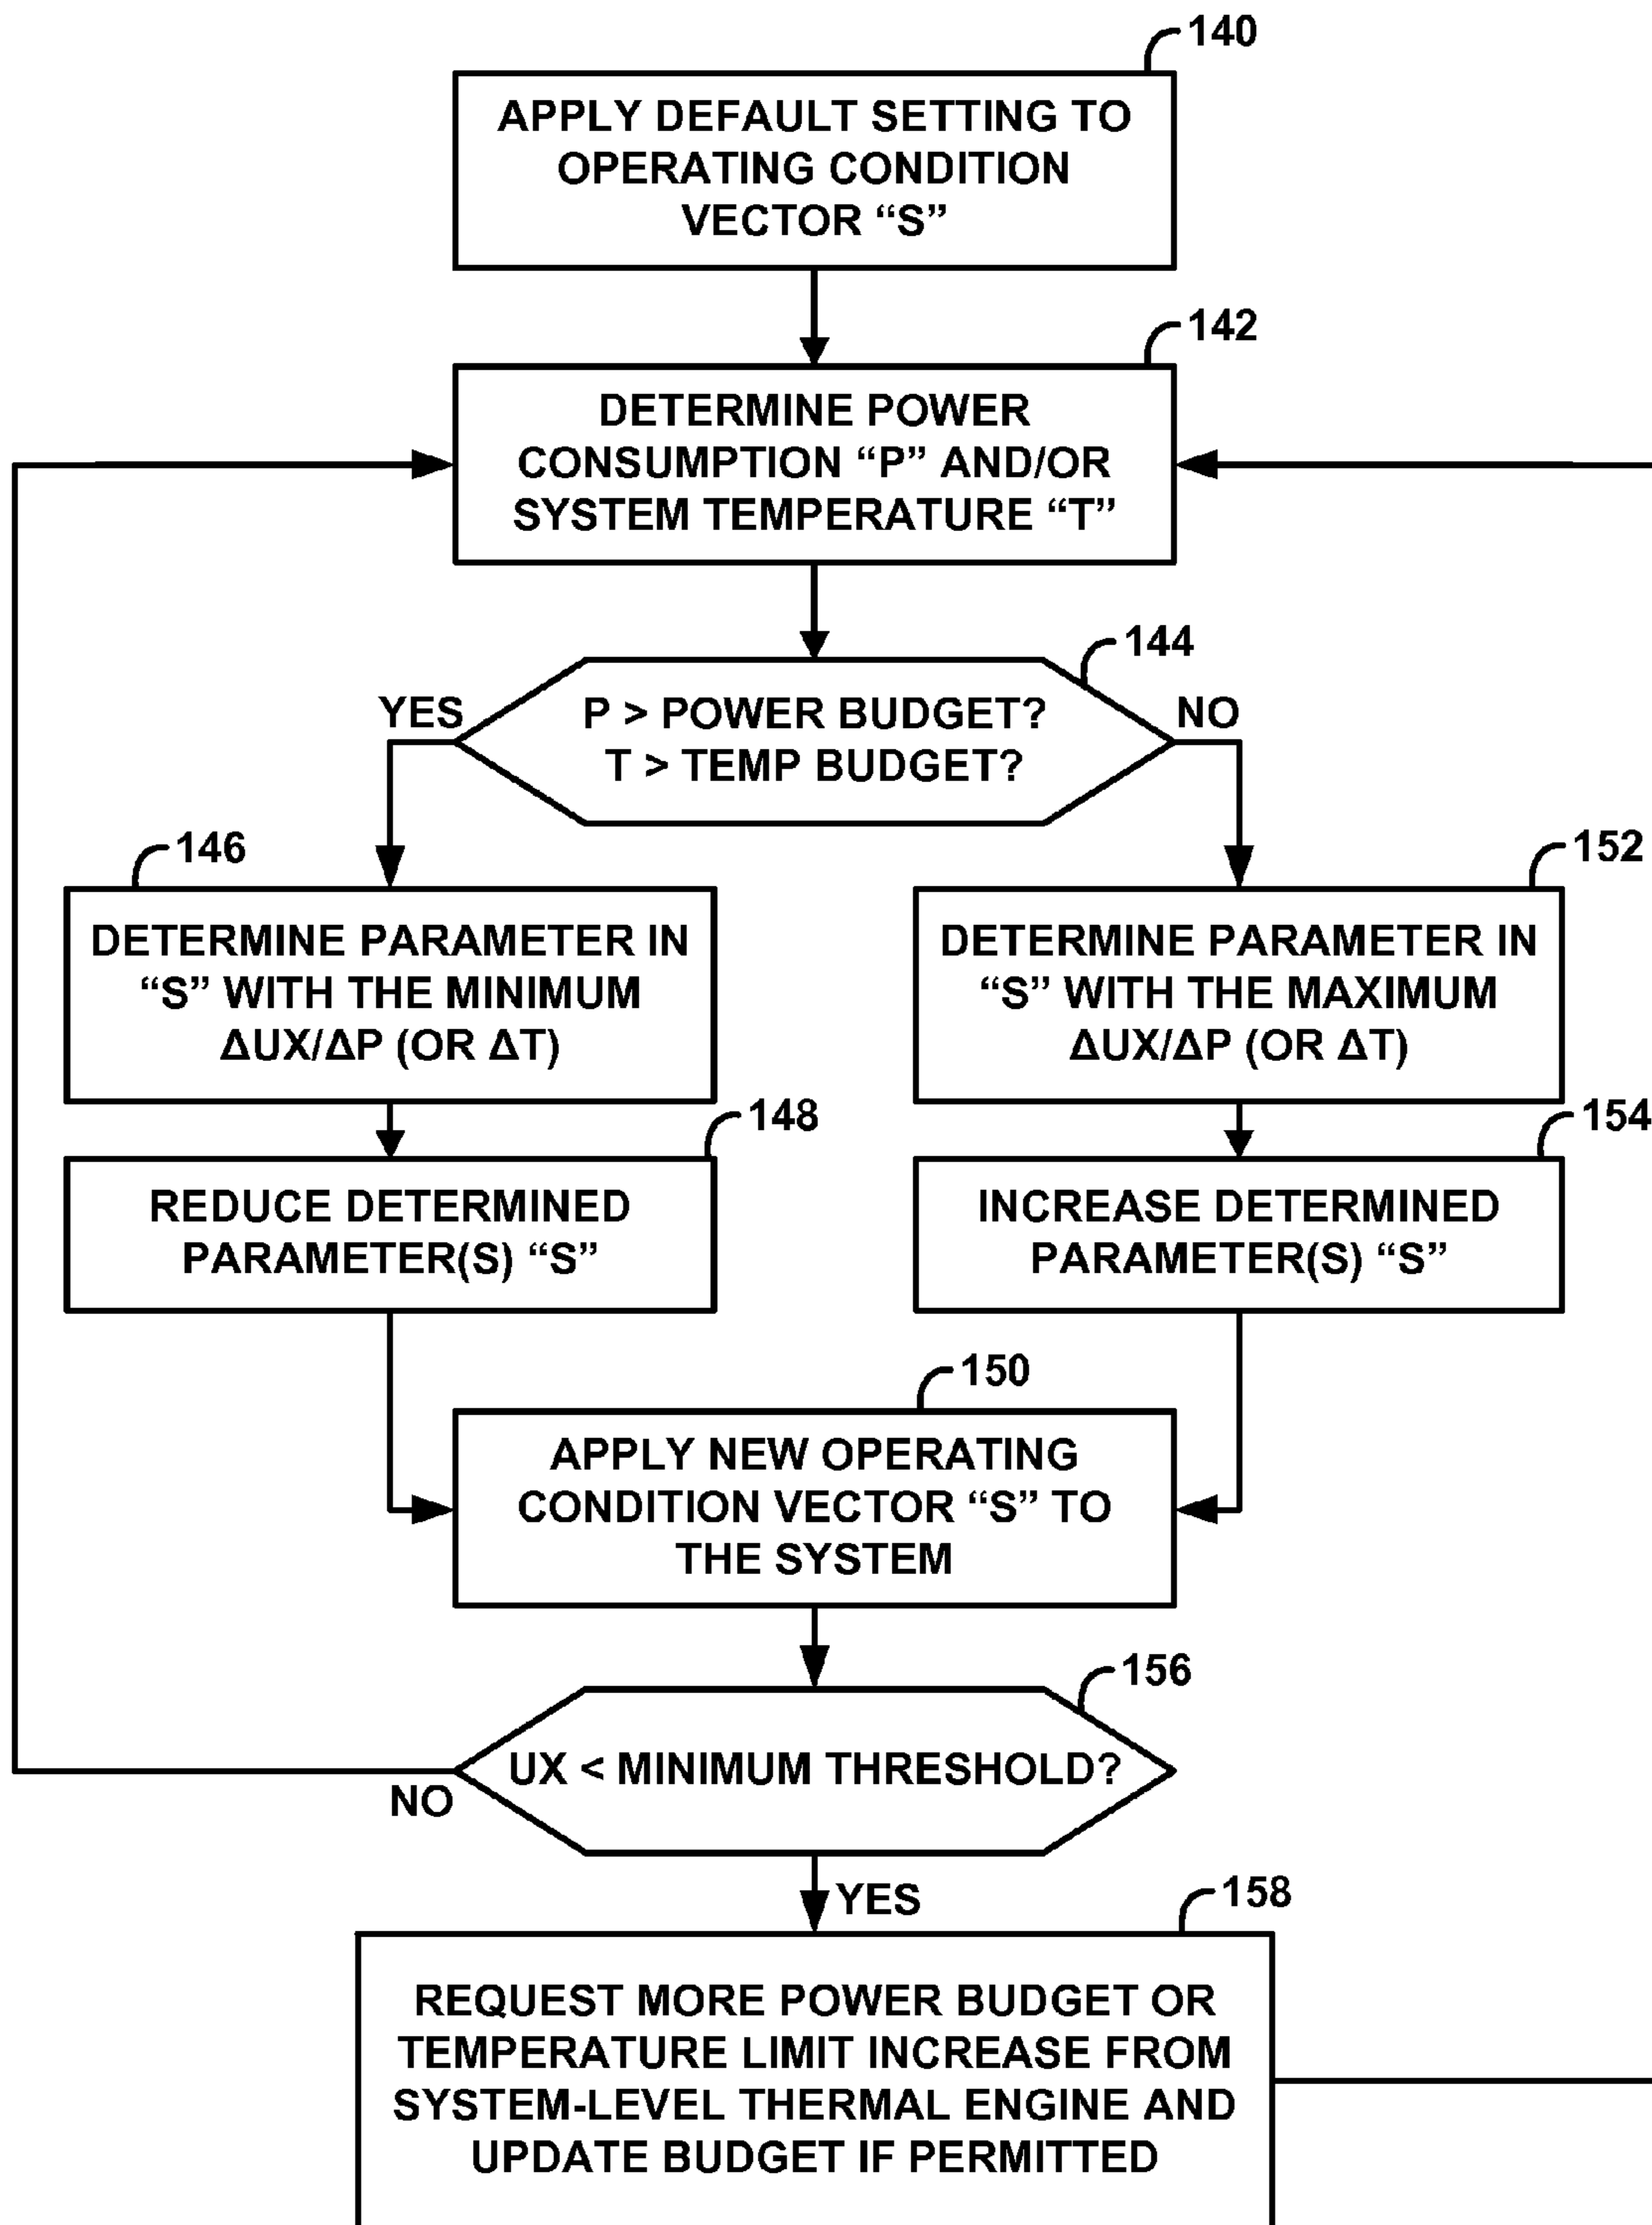 140
APPLY DEFAULT SETTING TO
OPERATING CONDITION
VECTOR “S”
142
DETERMINE POWER
CONSUMPTION “P” AND/OR
SYSTEM TEMPERATURE “T”
144
YES
P > POWER BUDGET?
T > TEMP BUDGET?
NO
146
DETERMINE PARAMETER IN
“S” WITH THE MINIMUM
ΔUX/ΔP (OR ΔT)
152
DETERMINE PARAMETER IN
“S” WITH THE MAXIMUM
ΔUX/ΔP (OR ΔT)
148
REDUCE DETERMINED
PARAMETER(S) “S”
154
INCREASE DETERMINED
PARAMETER(S) “S”
150
APPLY NEW OPERATING
CONDITION VECTOR “S” TO
THE SYSTEM
156
UX < MINIMUM THRESHOLD?
NO
YES
158
REQUEST MORE POWER BUDGET OR
TEMPERATURE LIMIT INCREASE FROM
SYSTEM-LEVEL THERMAL ENGINE AND
UPDATE BUDGET IF PERMITTED